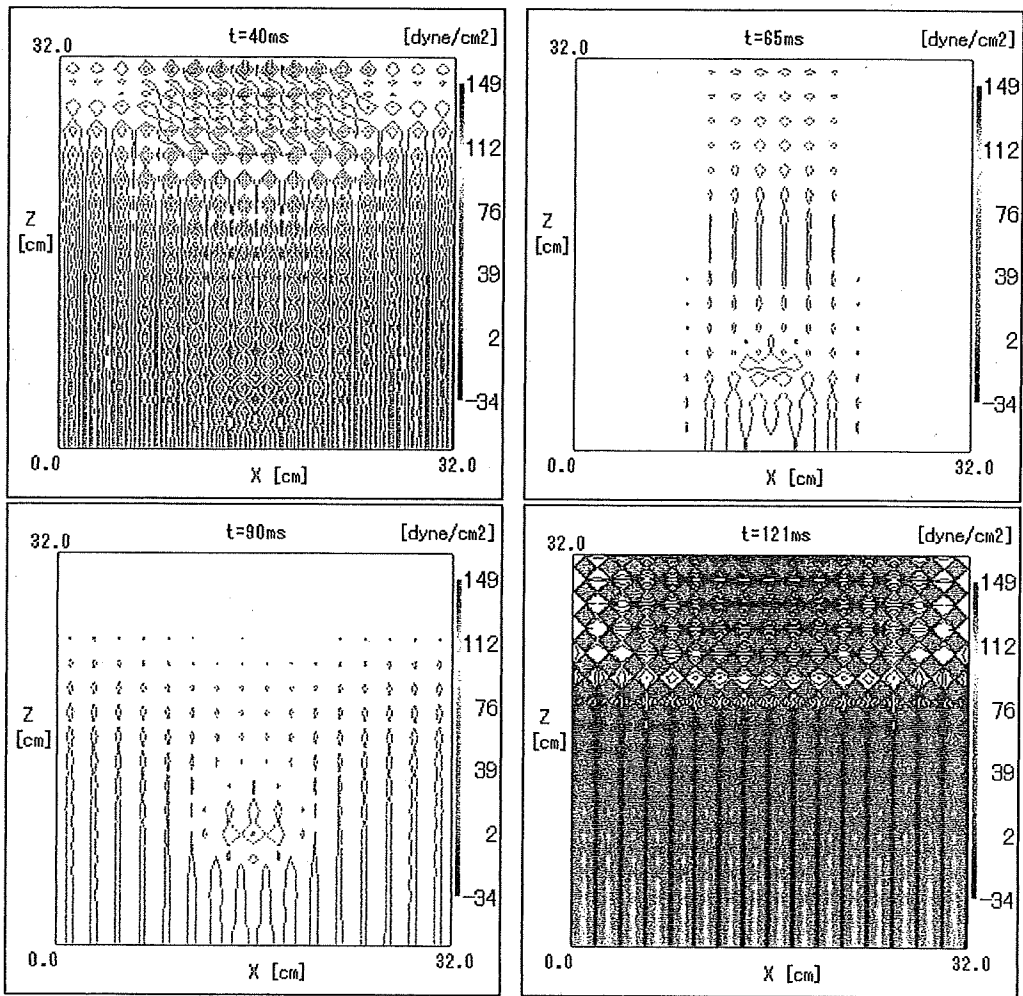 t=40ms [dyne/cm2]
32.0
149
112
76
39
2
-34
Z
[cm]
0.0 32.0
X [cm]
t=65ms [dyne/cm2]
32.0
149
112
76
39
2
-34
Z
[cm]
0.0 32.0
X [cm]
t=90ms [dyne/cm2]
32.0
149
112
76
39
2
-34
Z
[cm]
0.0 32.0
X [cm]
t=121ms [dyne/cm2]
32.0
149
112
76
39
2
-34
Z
[cm]
0.0 32.0
X [cm]